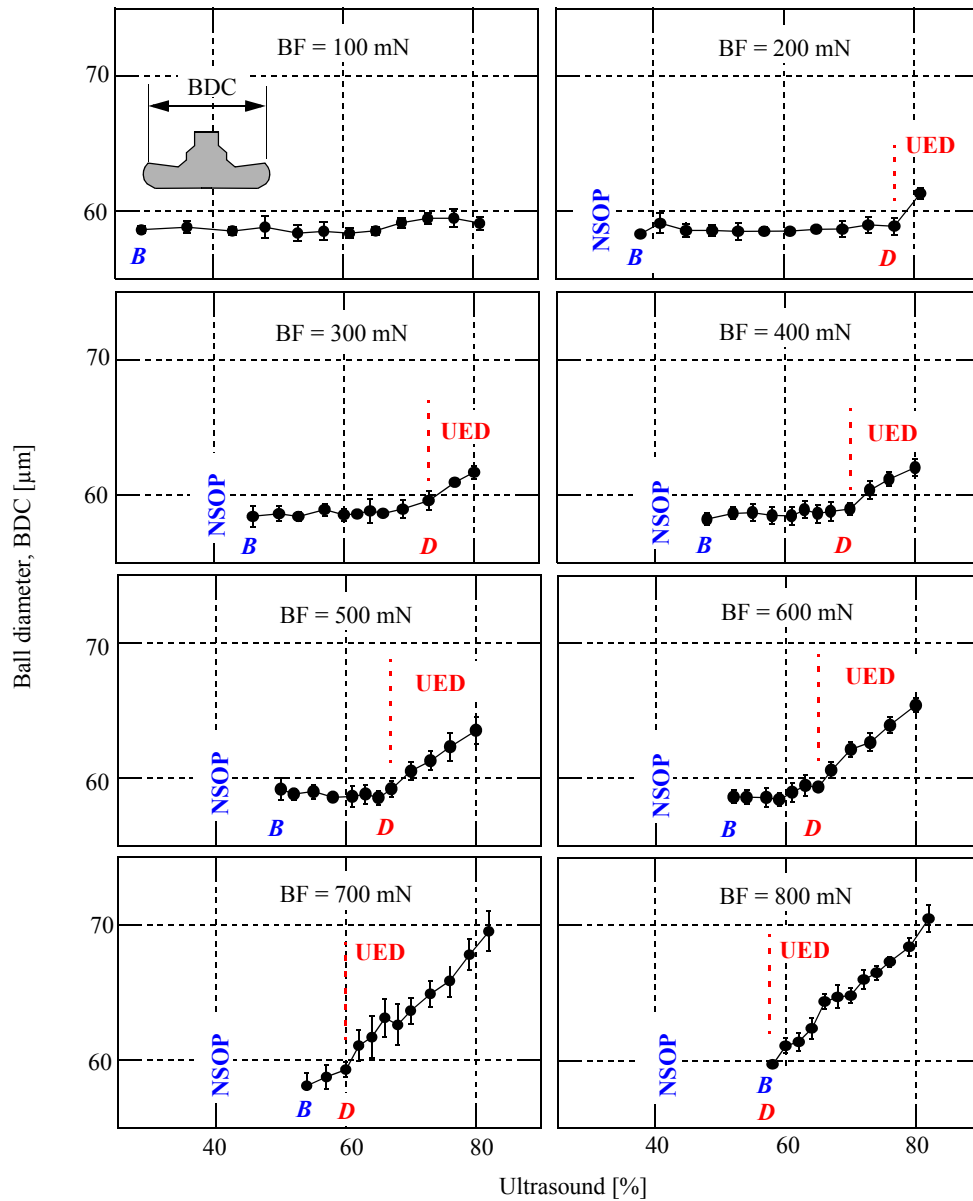 BF = 100 mN
BDC
70
60
B
BF = 200 mN
UED
NSOP
B
D
BF = 300 mN
70
60
UED
NSOP
B
D
BF = 400 mN
UED
NSOP
B
D
Ball diameter, BDC [µm]
BF = 500 mN
70
60
UED
NSOP
B
D
BF = 600 mN
UED
NSOP
B
D
BF = 700 mN
70
60
UED
NSOP
B
D
40
60
80
BF = 800 mN
UED
NSOP
B
D
40
60
80
Ultrasound [%]